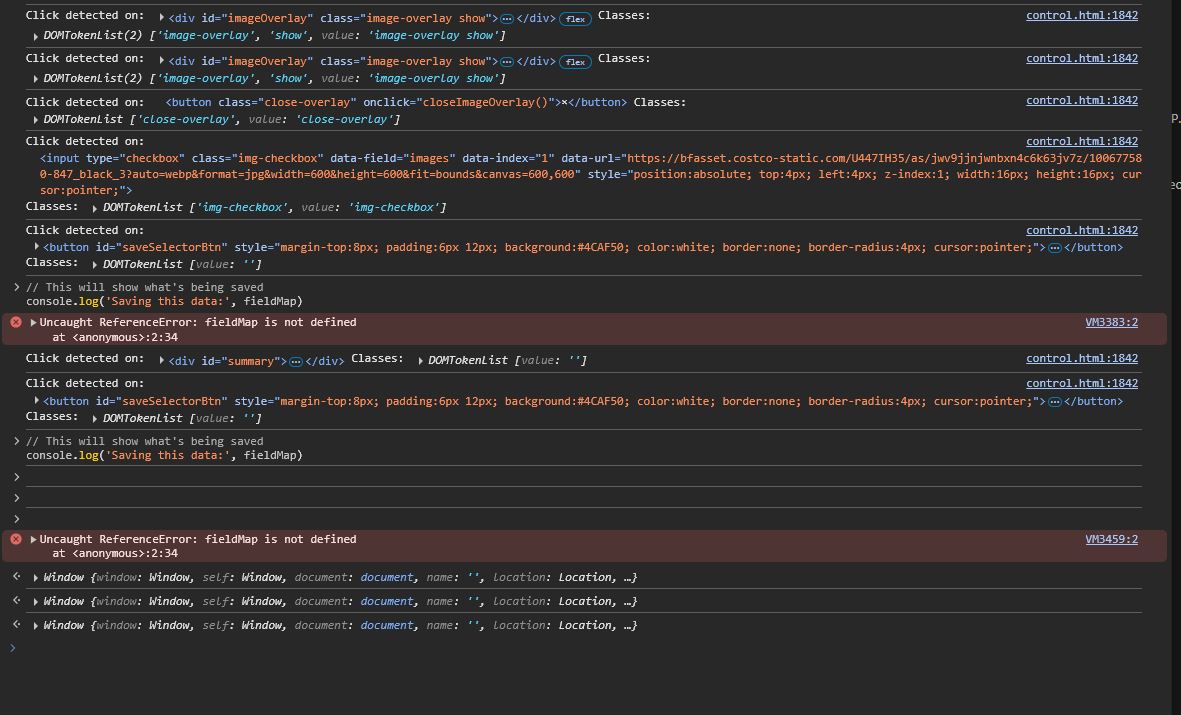 Click detected on: ▶<div id="imageOverlay" class="image-overlay show">…</div> flex Classes: control.html:1842
▶ DOMTokenList(2) ['image-overlay', 'show', value: 'image-overlay show']
Click detected on: ▶<div id="imageOverlay" class="image-overlay show">…</div> flex Classes: control.html:1842
▶ DOMTokenList(2) ['image-overlay', 'show', value: 'image-overlay show']
Click detected on: <button class="close-overlay" onclick="closeImageOverlay()">×</button> Classes: control.html:1842
▶ DOMTokenList ['close-overlay', value: 'close-overlay']
Click detected on: control.html:1842
<input type="checkbox" class="img-checkbox" data-field="images" data-index="1" data-url="https://bfasset.costco-static.com/U447IH35/as/jwv9jjnjwnbxn4c6k63jv7z/10067758
0-847_black_3?auto=webp&format=jpg&width=600&height=600&fit=bounds&canvas=600,600" style="position:absolute; top:4px; left:4px; z-index:1; width:16px; height:16px; cur
sor:pointer;">
Classes: ▶ DOMTokenList ['img-checkbox', value: 'img-checkbox']
Click detected on: control.html:1842
▶<button id="saveSelectorBtn" style="margin-top:8px; padding:6px 12px; background:#4CAF50; color:white; border:none; border-radius:4px; cursor:pointer;">…</button>
Classes: ▶ DOMTokenList [value: '']
> // This will show what's being saved
console.log('Saving this data:', fieldMap)
▶Uncaught ReferenceError: fieldMap is not defined VM3383:2
at <anonymous>:2:34
Click detected on: ▶<div id="summary">…</div> Classes: ▶ DOMTokenList [value: ''] control.html:1842
Click detected on: control.html:1842
▶<button id="saveSelectorBtn" style="margin-top:8px; padding:6px 12px; background:#4CAF50; color:white; border:none; border-radius:4px; cursor:pointer;">…</button>
Classes: ▶ DOMTokenList [value: '']
> // This will show what's being saved
console.log('Saving this data:', fieldMap)
>
>
>
▶Uncaught ReferenceError: fieldMap is not defined VM3459:2
at <anonymous>:2:34
▶ Window {window: Window, self: Window, document: document, name: '', location: Location, …}
▶ Window {window: Window, self: Window, document: document, name: '', location: Location, …}
▶ Window {window: Window, self: Window, document: document, name: '', location: Location, …}
>